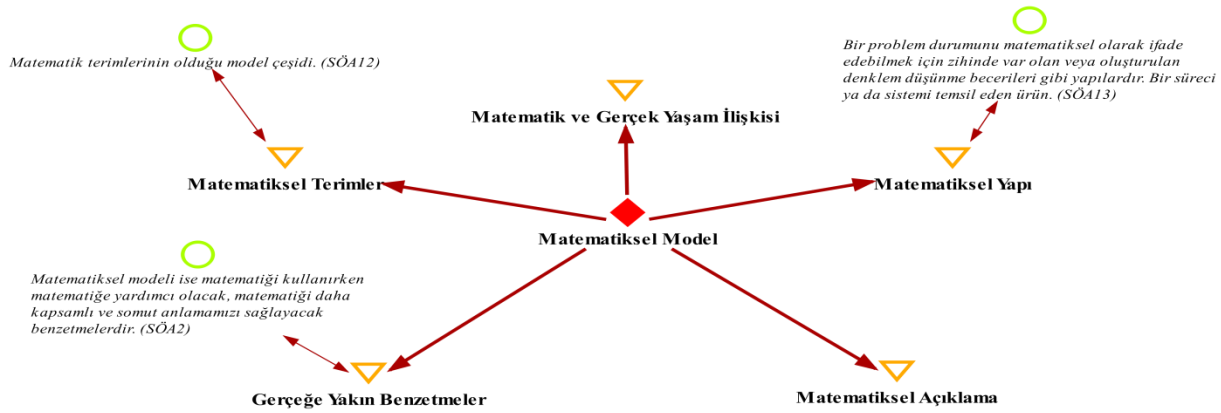 Matematik terimlerinin olduğu model çeşidi. (SÖA12)
Bir problem durumunu matematiksel olarak ifade
edebilmek için zihinde var olan veya oluşturulan
denklem düşünme becerileri gibi yapılardır. Bir süreci
ya da sistemi temsil eden ürün. (SÖA13)
Matematik ve Gerçek Yaşam İlişkisi
Matematiksel Terimler
Matematiksel Yapı
Matematiksel Model
Matematiksel modeli ise matematiği kullanırken
matematiğe yardımcı olacak, matematiği daha
kapsamlı ve somut anlamamızı sağlayacak
benzetmelerdir. (SÖA2)
Gerçeğe Yakın Benzetmeler
Matematiksel Açıklama